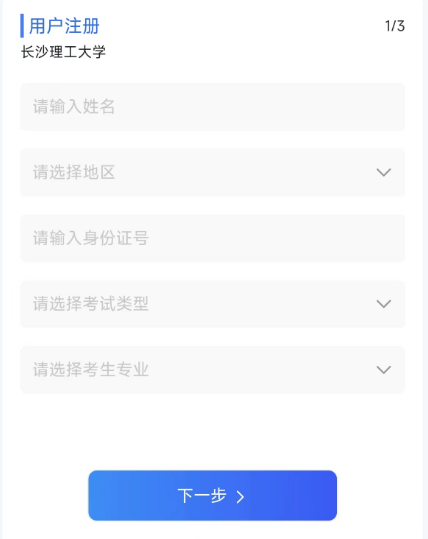 用户注册 1/3
长沙理工大学
请输入姓名
请选择地区
请输入身份证号
请选择考试类型
请选择考生专业
下一步